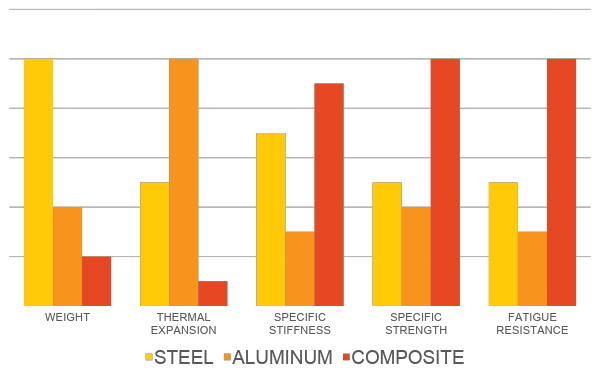 WEIGHT
THERMAL
EXPANSION
SPECIFIC
STIFFNESS
SPECIFIC
STRENGTH
FATIGUE
RESISTANCE
STEEL ALUMINUM COMPOSITE